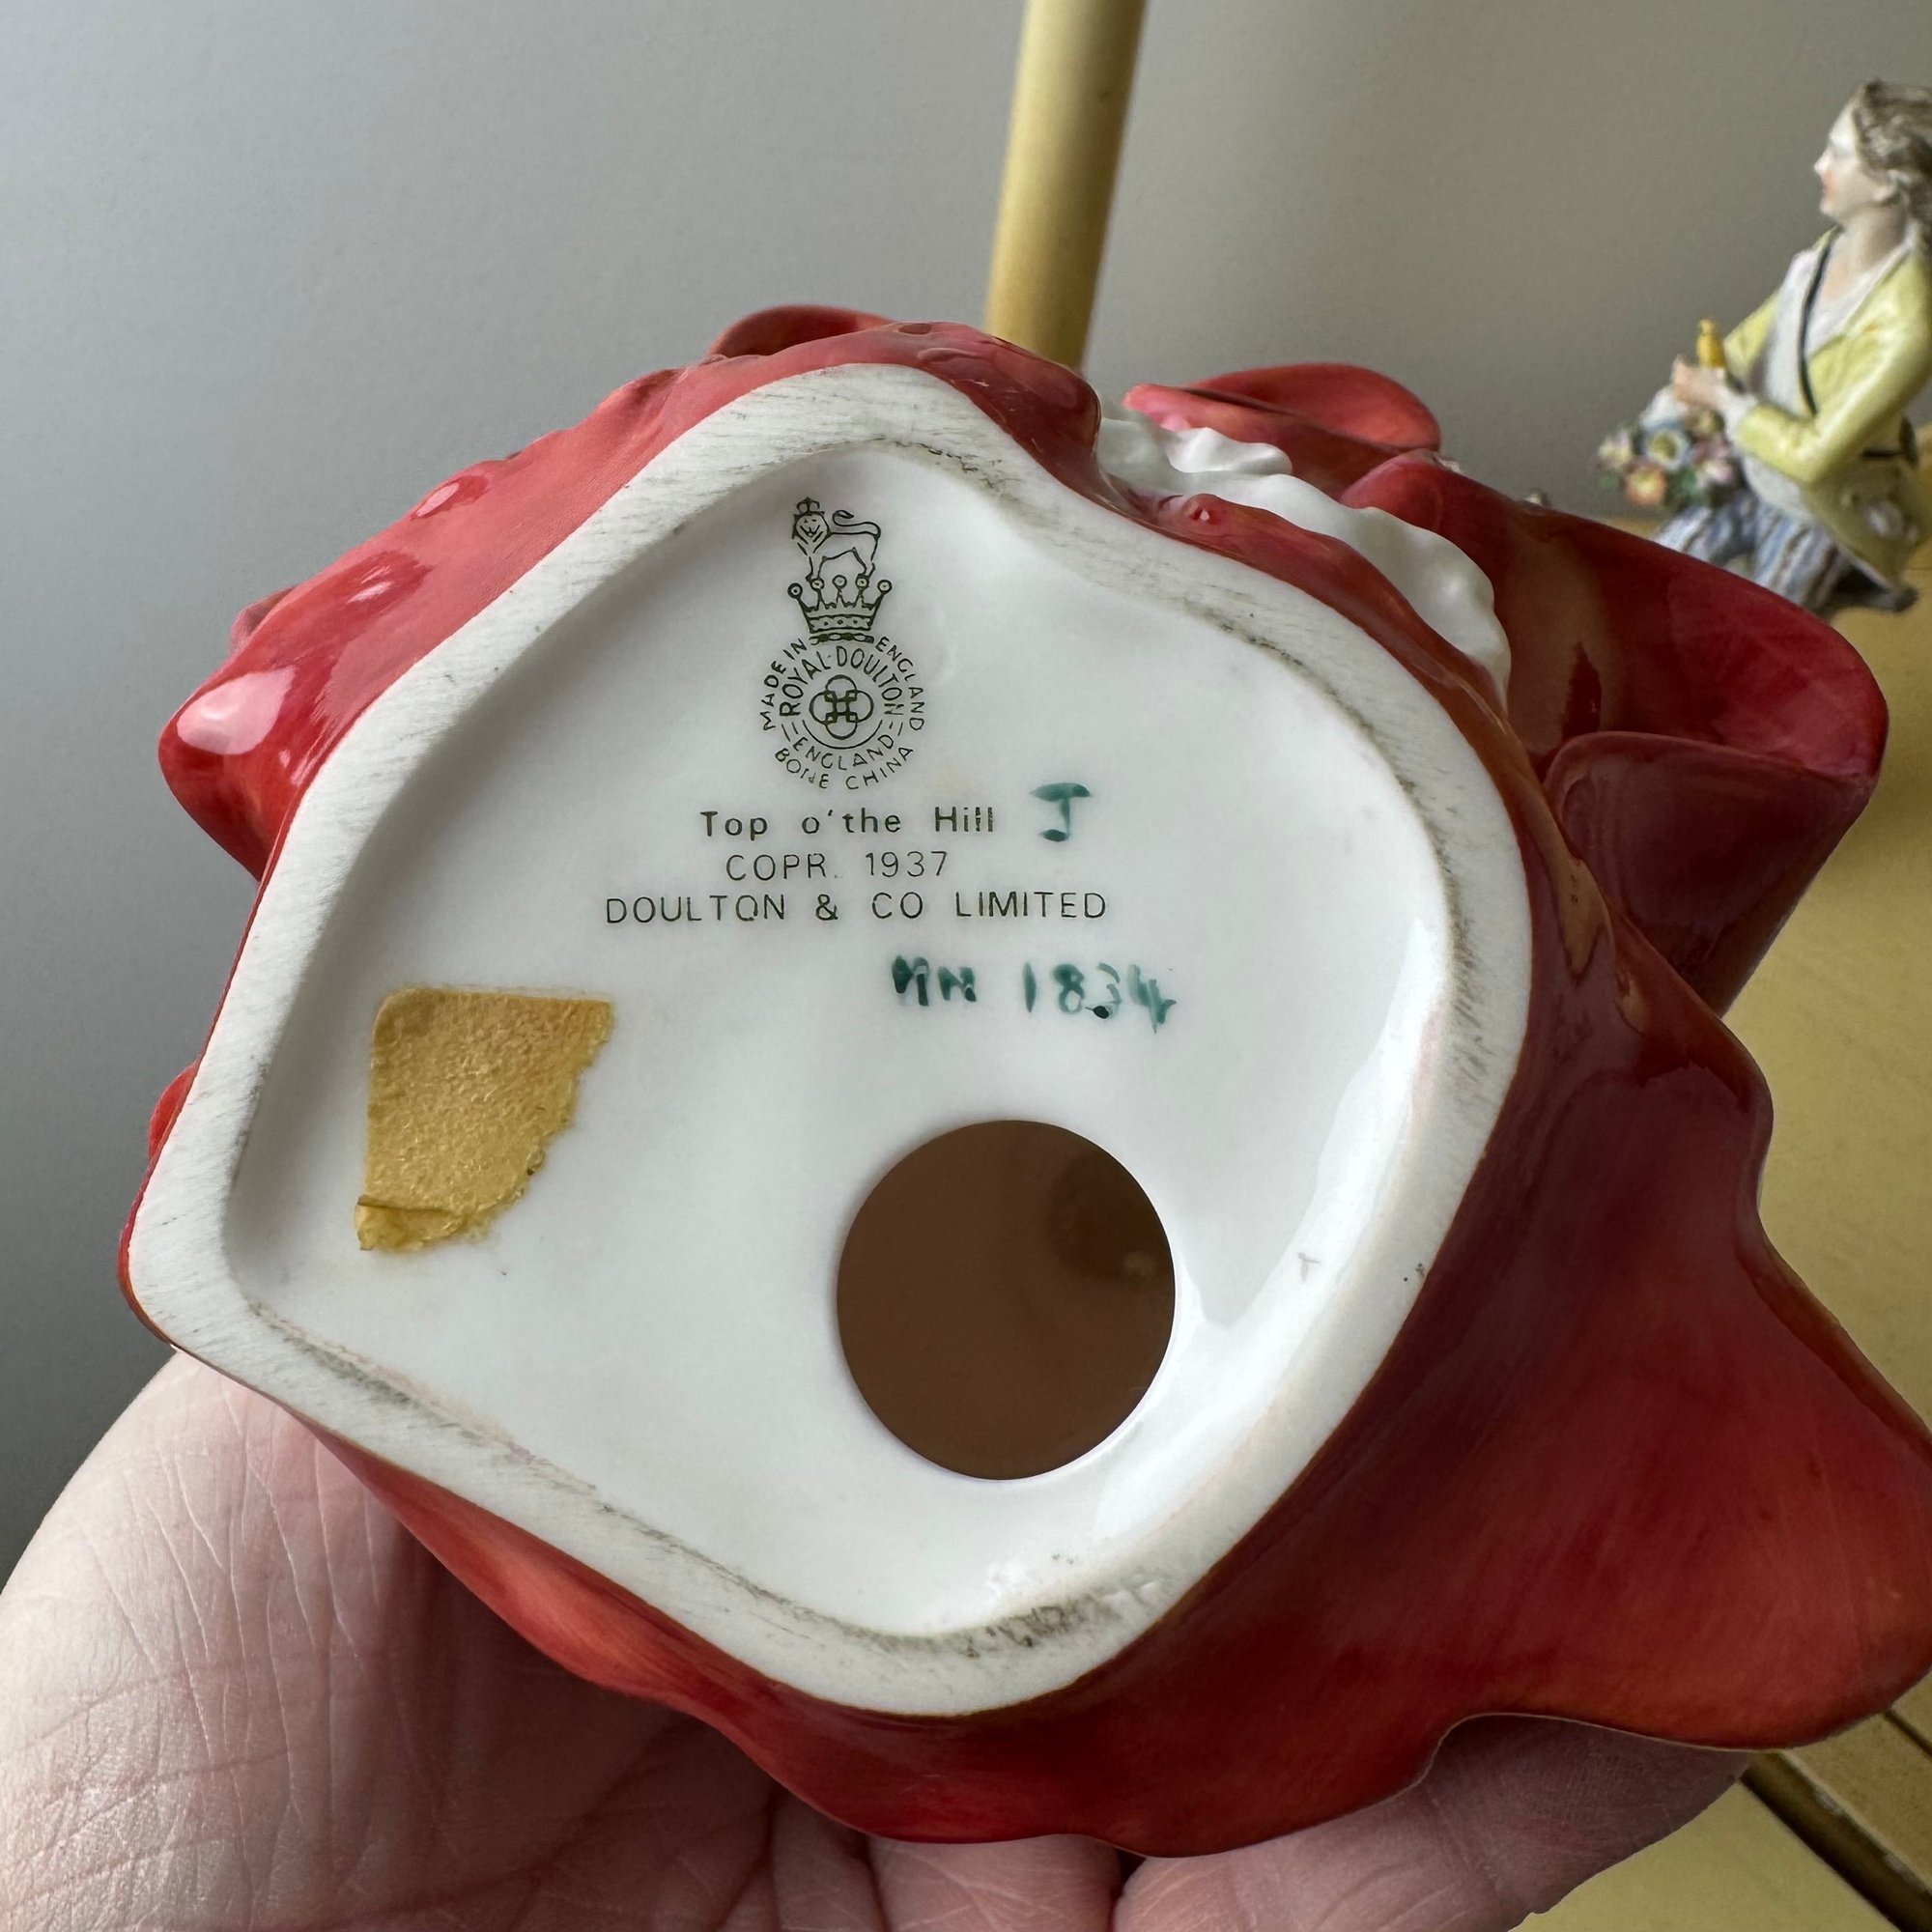 MADE IN ENGLAND
ROYAL·DOULTON
ENGLAND
BONE CHINA
Top o'the Hill J
COPR. 1937
DOULTON & CO LIMITED
HN 1834